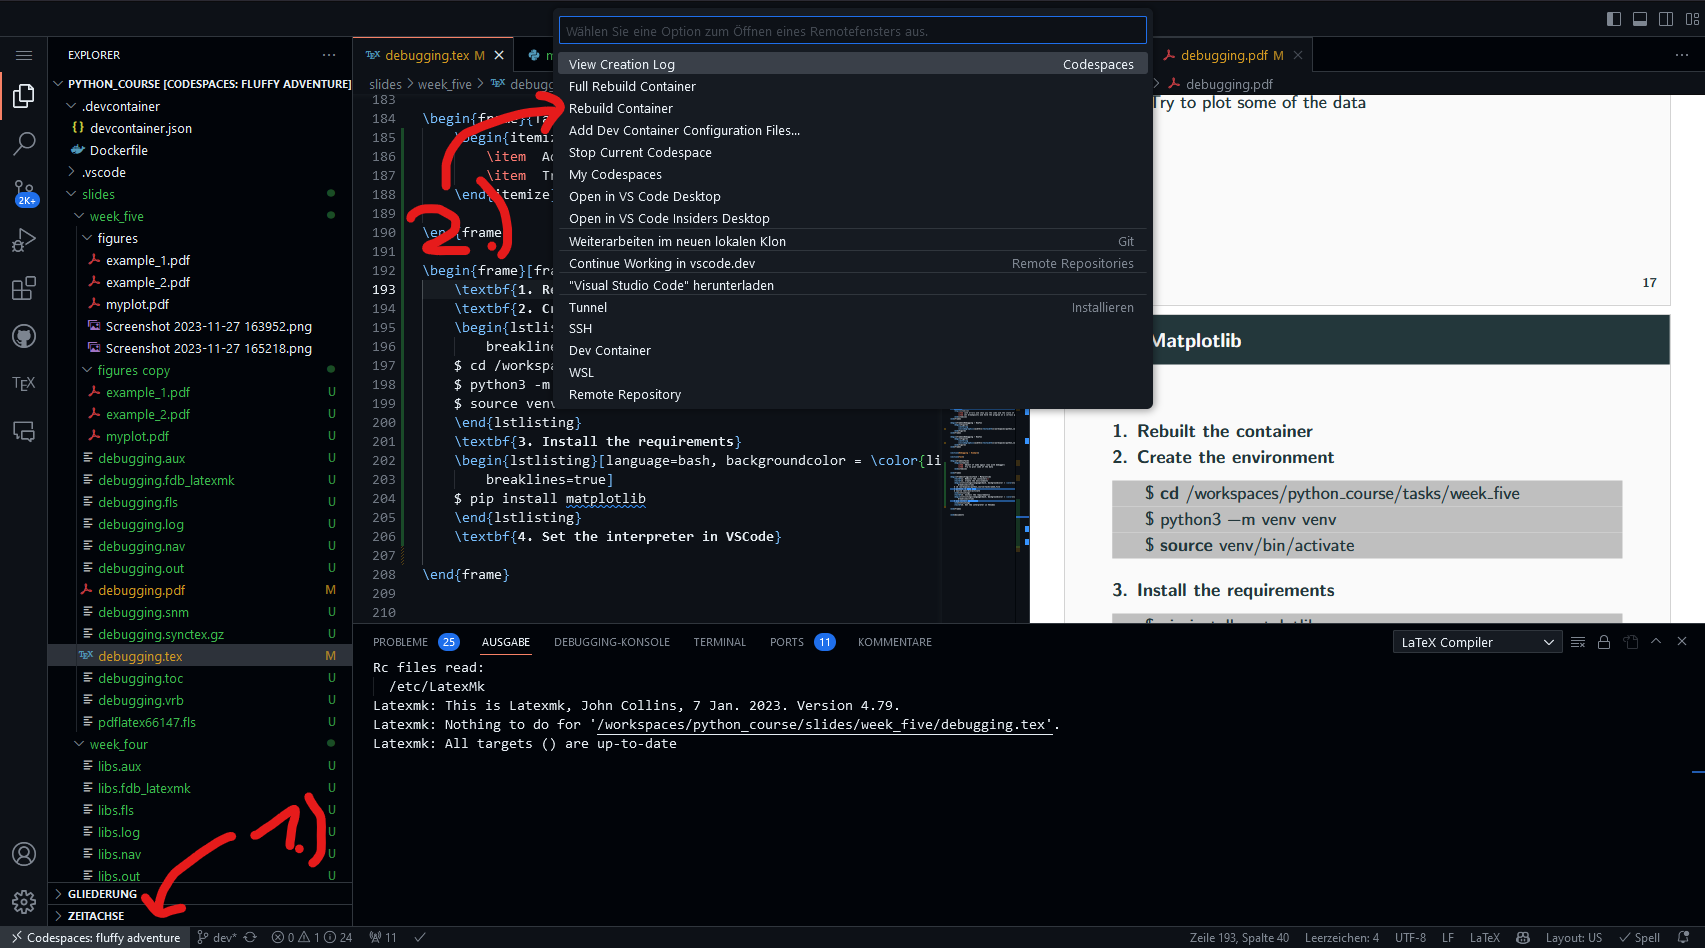 Wählen Sie eine Option zum Öffnen eines Remotefensters aus.
View Creation Log Codespaces
Full Rebuild Container
Rebuild Container
Add Dev Container Configuration Files...
Stop Current Codespace
My Codespaces
Open in VS Code Desktop
Open in VS Code Insiders Desktop
Weiterarbeiten im neuen lokalen Klon Git
Continue Working in vscode.dev Remote Repositories
"Visual Studio Code" herunterladen
Tunnel Installieren
SSH
Dev Container
WSL
Remote Repository
EXPLORER
PYTHON_COURSE [CODESPACES: FLUFFY ADVENTURE]
.devcontainer
devcontainer.json
Dockerfile
.vscode
slides
2K+
week_five
figures
example_1.pdf
example_2.pdf
myplot.pdf
Screenshot 2023-11-27 163952.png
Screenshot 2023-11-27 165218.png
figures copy
example_1.pdf U
example_2.pdf U
myplot.pdf U
debugging.aux U
debugging.fdb_latexmk U
debugging.fls U
debugging.log U
debugging.nav U
debugging.out U
debugging.pdf M
debugging.snm U
debugging.synctex.gz U
debugging.tex M
debugging.toc U
debugging.vrb U
pdflatex66147.fls U
week_four
libs.aux U
libs.fdb_latexmk U
libs.fls U
libs.log U
libs.nav U
libs.out U
GLIEDERUNG
ZEITACHSE
1.)
2.)
TEX
TEX debugging.tex M
slides > week_five > TEX debugg
183
184 \begin{frame}[Ta
185 \begin{itemiz
186 \item Ad
187 \item Tr
188 \end{itemize}
189
190 \end{frame
191
192 \begin{frame}[fra
193 \textbf{1. Re
194 \textbf{2. Cr
195 \begin{lstlis
196 breakline
197 $ cd /workspa
198 $ python3 -m
199 $ source venv
200 \end{lstlisting}
201 \textbf{3. Install the requirements}
202 \begin{lstlisting}[language=bash, backgroundcolor = \color{li
203 breaklines=true]
204 $ pip install matplotlib
205 \end{lstlisting}
206 \textbf{4. Set the interpreter in VSCode}
207
208 \end{frame}
209
210
debugging.pdf M
debugging.pdf
Try to plot some of the data
17
Matplotlib
1. Rebuilt the container
2. Create the environment
$ cd /workspaces/python_course/tasks/week_five
$ python3 −m venv venv
$ source venv/bin/activate
3. Install the requirements
PROBLEME 25 AUSGABE DEBUGGING-KONSOLE TERMINAL PORTS 11 KOMMENTARE LaTeX Compiler
Rc files read:
/etc/LatexMk
Latexmk: This is Latexmk, John Collins, 7 Jan. 2023. Version 4.79.
Latexmk: Nothing to do for '/workspaces/python_course/slides/week_five/debugging.tex'.
Latexmk: All targets () are up-to-date
Codespaces: fluffy adventure dev* 0 1 24 11 Zeile 193, Spalte 40 Leerzeichen: 4 UTF-8 LF LaTeX Layout: US Spell